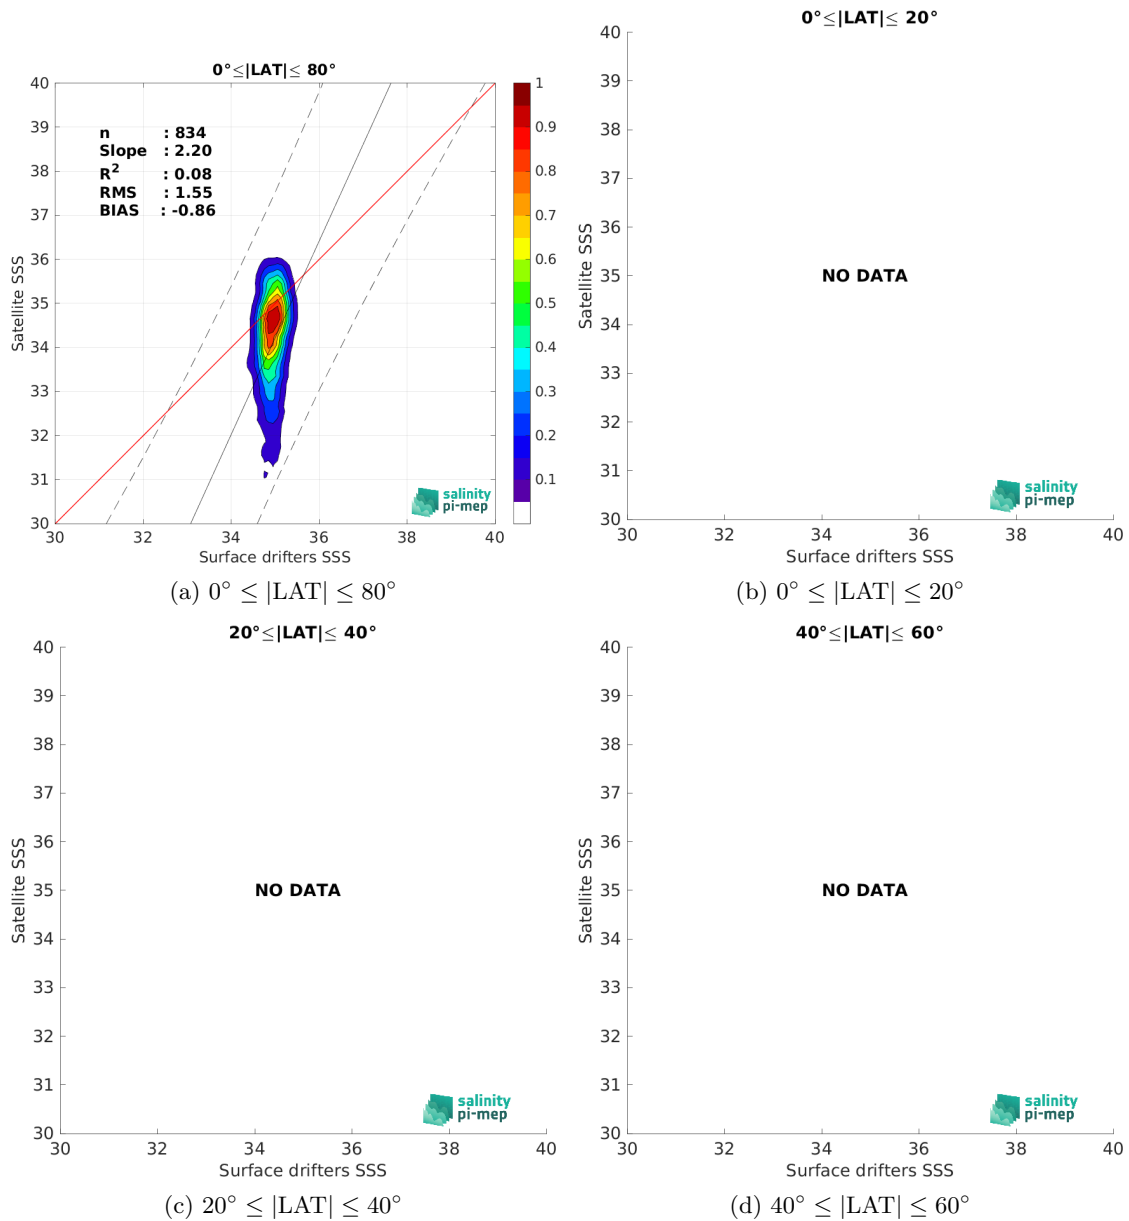 0°≤|LAT|≤ 80°
40
39
38
37
36
35
34
33
32
31
30
30
32
34
36
38
40
Satellite SSS
Surface drifters SSS
n : 834
Slope : 2.20
R² : 0.08
RMS : 1.55
BIAS : -0.86
1
0.9
0.8
0.7
0.6
0.5
0.4
0.3
0.2
0.1
salinity
pi-mep
(a) 0° ≤ |LAT| ≤ 80°
0°≤|LAT|≤ 20°
40
39
38
37
36
35
34
33
32
31
30
30
32
34
36
38
40
Satellite SSS
Surface drifters SSS
NO DATA
salinity
pi-mep
(b) 0° ≤ |LAT| ≤ 20°
20°≤|LAT|≤ 40°
40
39
38
37
36
35
34
33
32
31
30
30
32
34
36
38
40
Satellite SSS
Surface drifters SSS
NO DATA
salinity
pi-mep
(c) 20° ≤ |LAT| ≤ 40°
40°≤|LAT|≤ 60°
40
39
38
37
36
35
34
33
32
31
30
30
32
34
36
38
40
Satellite SSS
Surface drifters SSS
NO DATA
salinity
pi-mep
(d) 40° ≤ |LAT| ≤ 60°